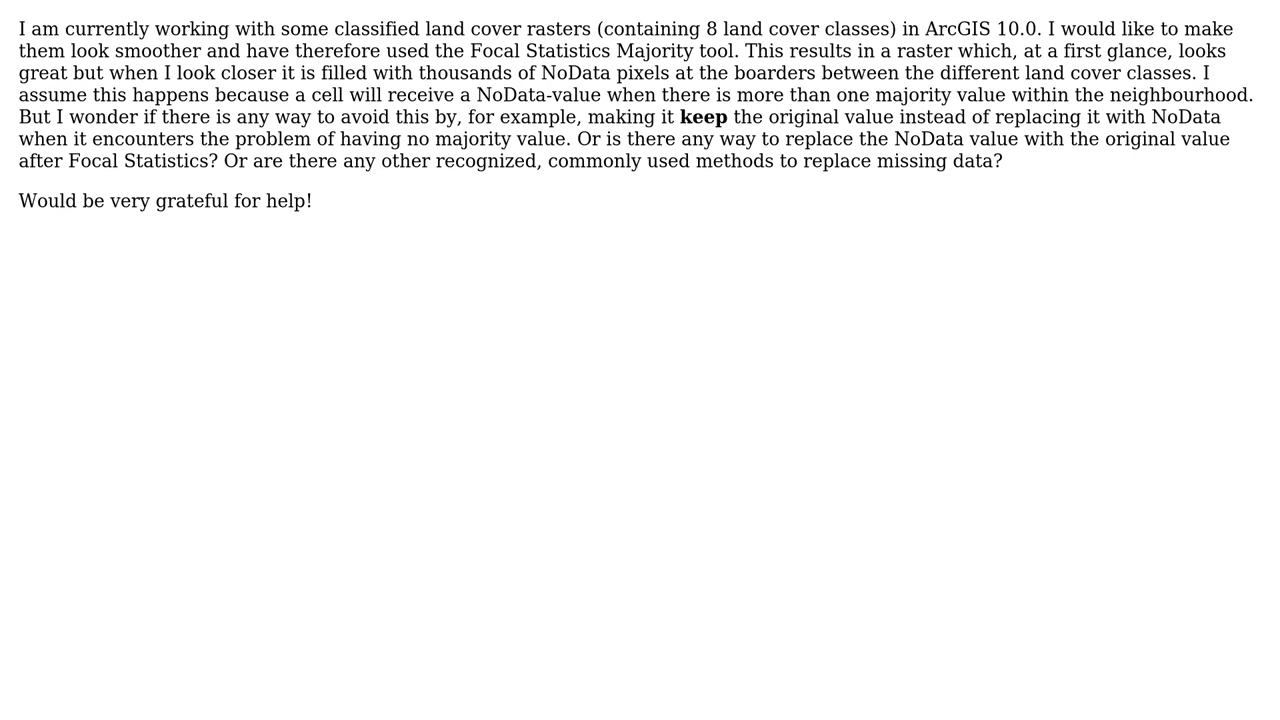 I am currently working with some classified land cover rasters (containing 8 land cover classes) in ArcGIS 10.0. I would like to make
them look smoother and have therefore used the Focal Statistics Majority tool. This results in a raster which, at a first glance, looks
great but when I look closer it is filled with thousands of NoData pixels at the boarders between the different land cover classes. I
assume this happens because a cell will receive a NoData-value when there is more than one majority value within the neighbourhood.
But I wonder if there is any way to avoid this by, for example, making it keep the original value instead of replacing it with NoData
when it encounters the problem of having no majority value. Or is there any way to replace the NoData value with the original value
after Focal Statistics? Or are there any other recognized, commonly used methods to replace missing data?
Would be very grateful for help!